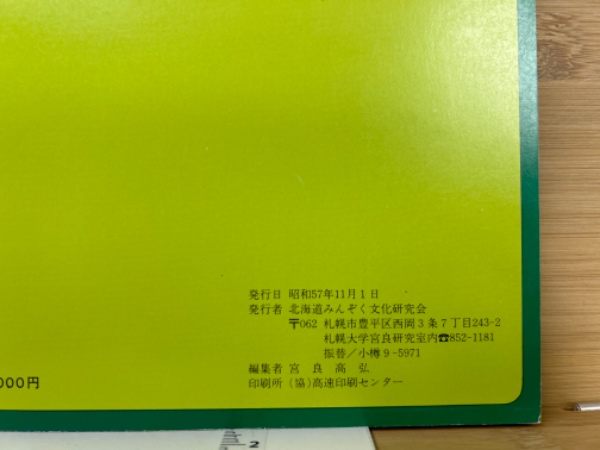 発行日 昭和57年11月1日
発行者 北海道みんぞく文化研究会
〒062 札幌市豊平区西岡3条7丁目243-2
札幌大学宮良研究室内☎852-1181
振替/小樽9-5971
編集者 宮良高弘
印刷所 (協)高速印刷センター
000円
2